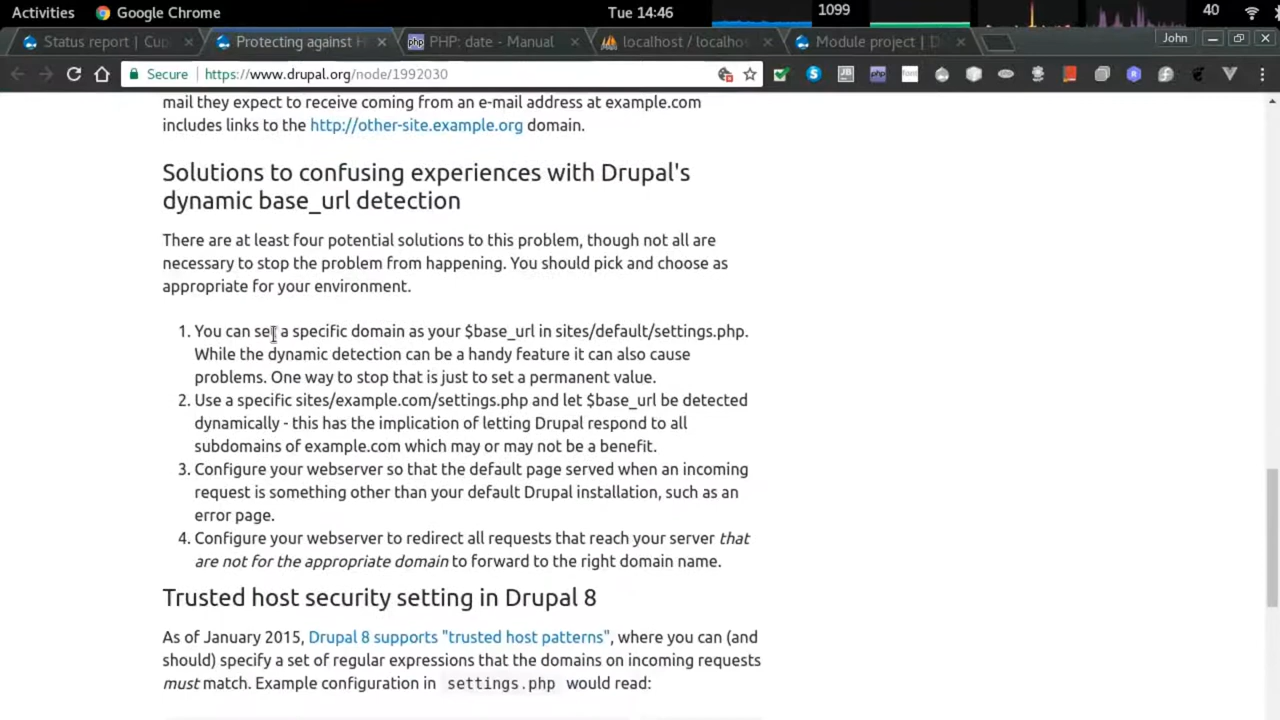 Activities Google Chrome Tue 14:46 1099 40
Status report | Cup Protecting against H PHP: date - Manual localhost / localho Module project | D John
Secure https://www.drupal.org/node/1992030
mail they expect to receive coming from an e-mail address at example.com
includes links to the http://other-site.example.org domain.
Solutions to confusing experiences with Drupal's
dynamic base_url detection
There are at least four potential solutions to this problem, though not all are
necessary to stop the problem from happening. You should pick and choose as
appropriate for your environment.
1. You can set a specific domain as your $base_url in sites/default/settings.php.
While the dynamic detection can be a handy feature it can also cause
problems. One way to stop that is just to set a permanent value.
2. Use a specific sites/example.com/settings.php and let $base_url be detected
dynamically - this has the implication of letting Drupal respond to all
subdomains of example.com which may or may not be a benefit.
3. Configure your webserver so that the default page served when an incoming
request is something other than your default Drupal installation, such as an
error page.
4. Configure your webserver to redirect all requests that reach your server that
are not for the appropriate domain to forward to the right domain name.
Trusted host security setting in Drupal 8
As of January 2015, Drupal 8 supports "trusted host patterns", where you can (and
should) specify a set of regular expressions that the domains on incoming requests
must match. Example configuration in settings.php would read: